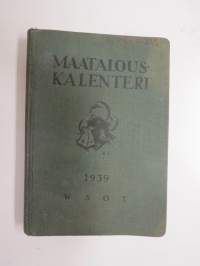 MAATALOUS-
KALENTERI
1939
WSOY